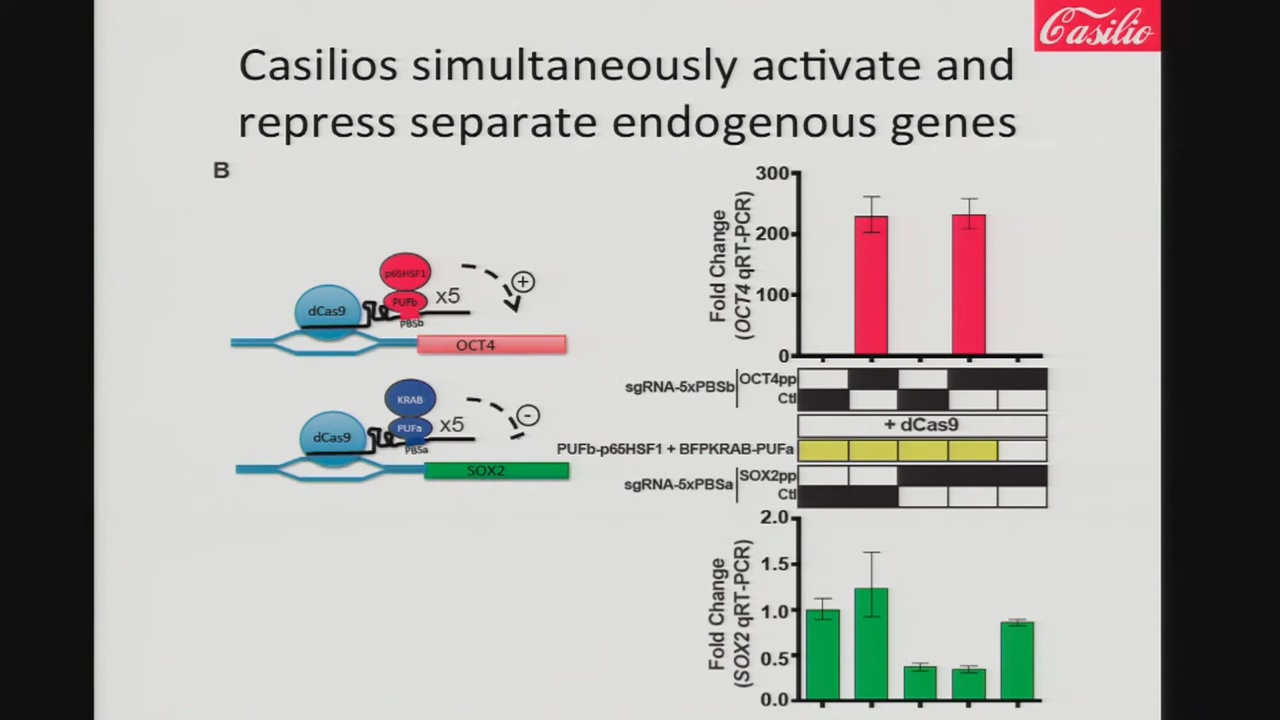 Casilio
Casilios simultaneously activate and
repress separate endogenous genes
B
p65HSF1
PUFb
PBSb
x5
+
dCas9
OCT4
KRAB
PUFa
PBSa
x5
-
dCas9
SOX2
Fold Change
(OCT4 qRT-PCR)
300
200
100
0
sgRNA-5xPBSb
OCT4pp
Ctl
+ dCas9
PUFb-p65HSF1 + BFPKRAB-PUFa
sgRNA-5xPBSa
SOX2pp
Ctl
Fold Change
(SOX2 qRT-PCR)
2.0
1.5
1.0
0.5
0.0